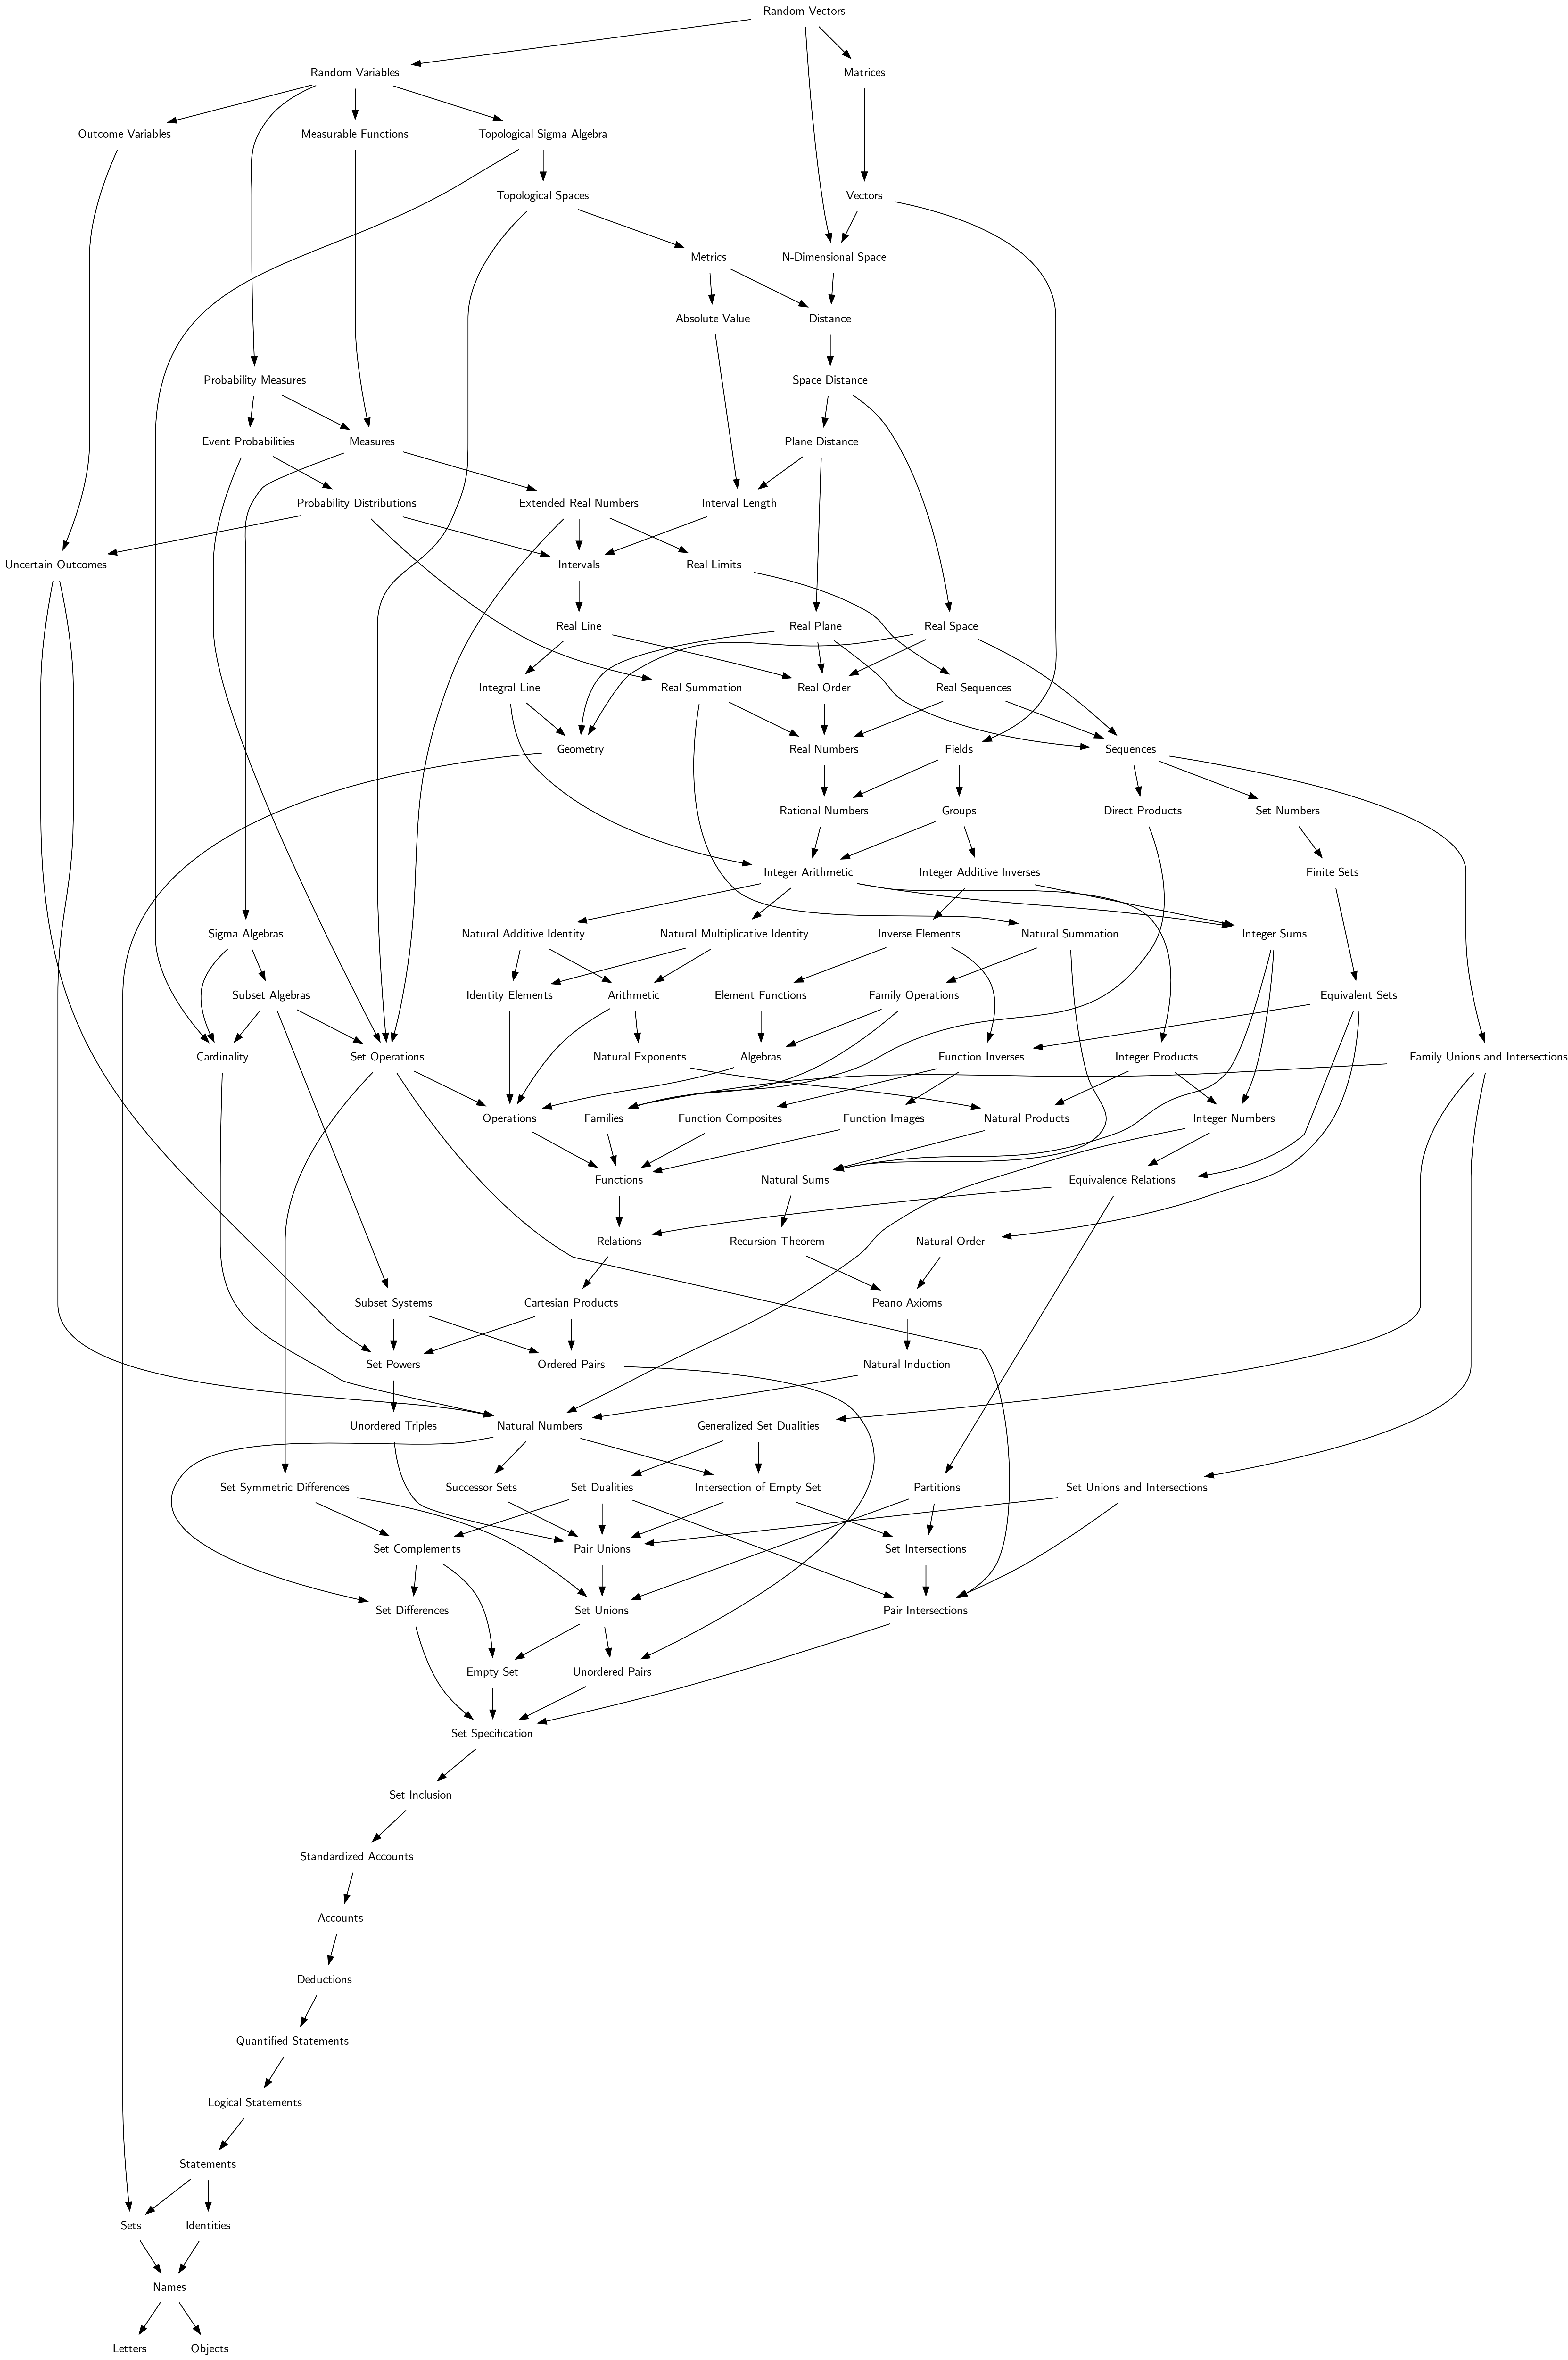 Random Vectors
Random Variables
Matrices
Outcome Variables
Measurable Functions
Topological Sigma Algebra
Topological Spaces
Vectors
Metrics
N-Dimensional Space
Absolute Value
Distance
Probability Measures
Space Distance
Event Probabilities
Measures
Plane Distance
Probability Distributions
Extended Real Numbers
Interval Length
Uncertain Outcomes
Intervals
Real Limits
Real Line
Real Plane
Real Space
Integral Line
Real Summation
Real Order
Real Sequences
Geometry
Real Numbers
Fields
Sequences
Rational Numbers
Groups
Direct Products
Set Numbers
Integer Arithmetic
Integer Additive Inverses
Finite Sets
Sigma Algebras
Natural Additive Identity
Natural Multiplicative Identity
Inverse Elements
Natural Summation
Integer Sums
Subset Algebras
Identity Elements
Arithmetic
Element Functions
Family Operations
Equivalent Sets
Cardinality
Set Operations
Natural Exponents
Algebras
Function Inverses
Integer Products
Family Unions and Intersections
Operations
Families
Function Composites
Function Images
Natural Products
Integer Numbers
Functions
Natural Sums
Equivalence Relations
Relations
Recursion Theorem
Natural Order
Subset Systems
Cartesian Products
Peano Axioms
Set Powers
Ordered Pairs
Natural Induction
Unordered Triples
Natural Numbers
Generalized Set Dualities
Set Symmetric Differences
Successor Sets
Set Dualities
Intersection of Empty Set
Partitions
Set Unions and Intersections
Set Complements
Pair Unions
Set Intersections
Set Differences
Set Unions
Pair Intersections
Empty Set
Unordered Pairs
Set Specification
Set Inclusion
Standardized Accounts
Accounts
Deductions
Quantified Statements
Logical Statements
Statements
Sets
Identities
Names
Letters
Objects